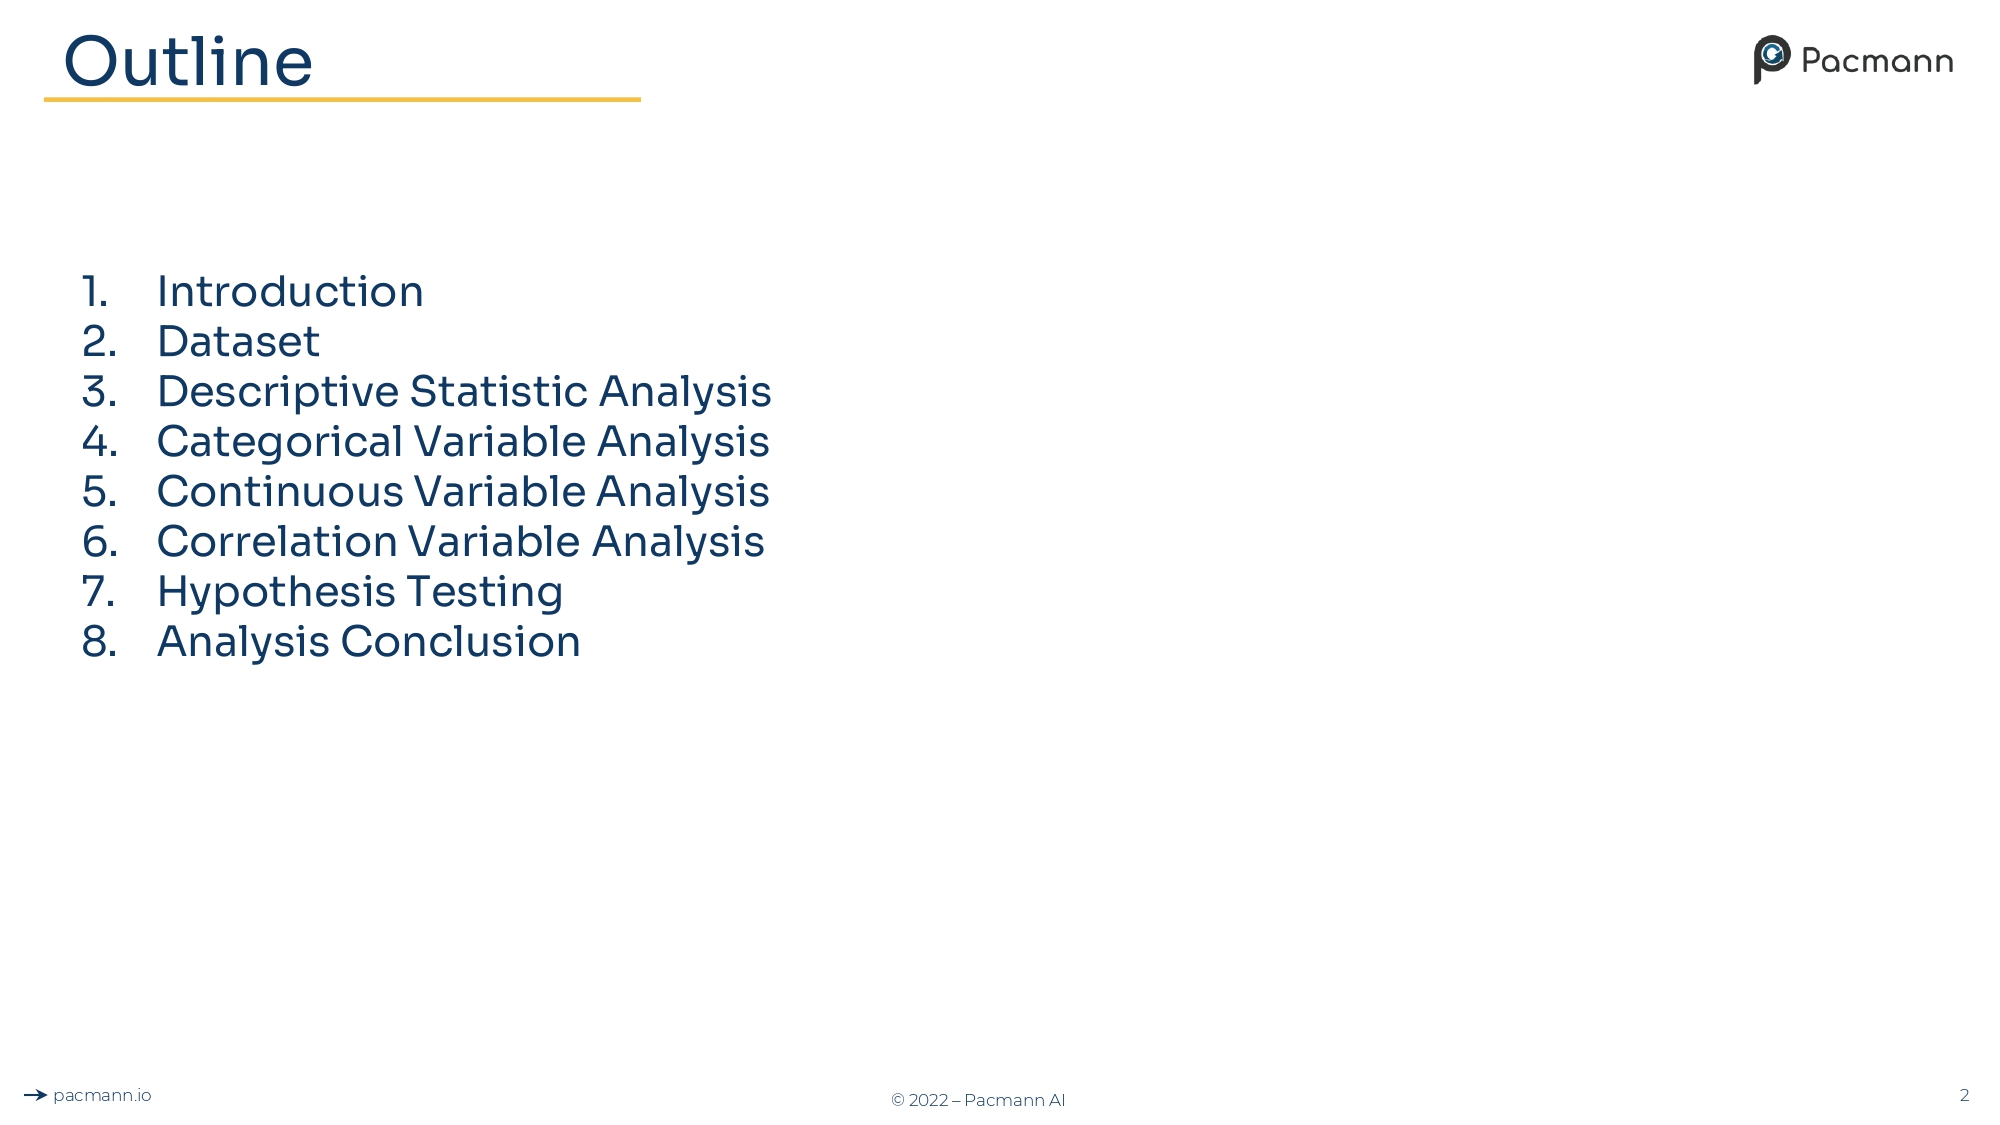 Outline
Pacmann
1. Introduction
2. Dataset
3. Descriptive Statistic Analysis
4. Categorical Variable Analysis
5. Continuous Variable Analysis
6. Correlation Variable Analysis
7. Hypothesis Testing
8. Analysis Conclusion
pacmann.io
© 2022 – Pacmann AI
2